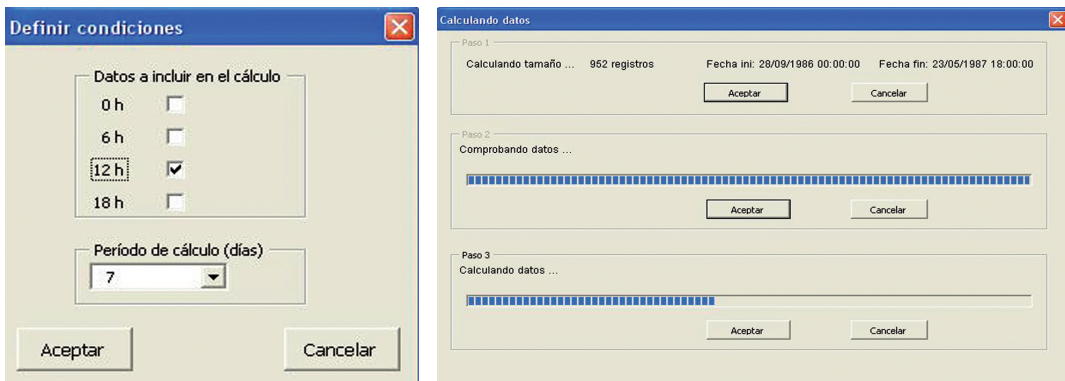 Definir condiciones
Datos a incluir en el cálculo
0 h
6 h
12 h
18 h
Período de cálculo (días)
7
Aceptar Cancelar
Calculando datos
Paso 1
Calculando tamaño ... 952 registros Fecha ini: 28/09/1986 00:00:00 Fecha fin: 23/05/1987 18:00:00
Aceptar Cancelar
Paso 2
Comprobando datos ...
Aceptar Cancelar
Paso 3
Calculando datos ...
Aceptar Cancelar